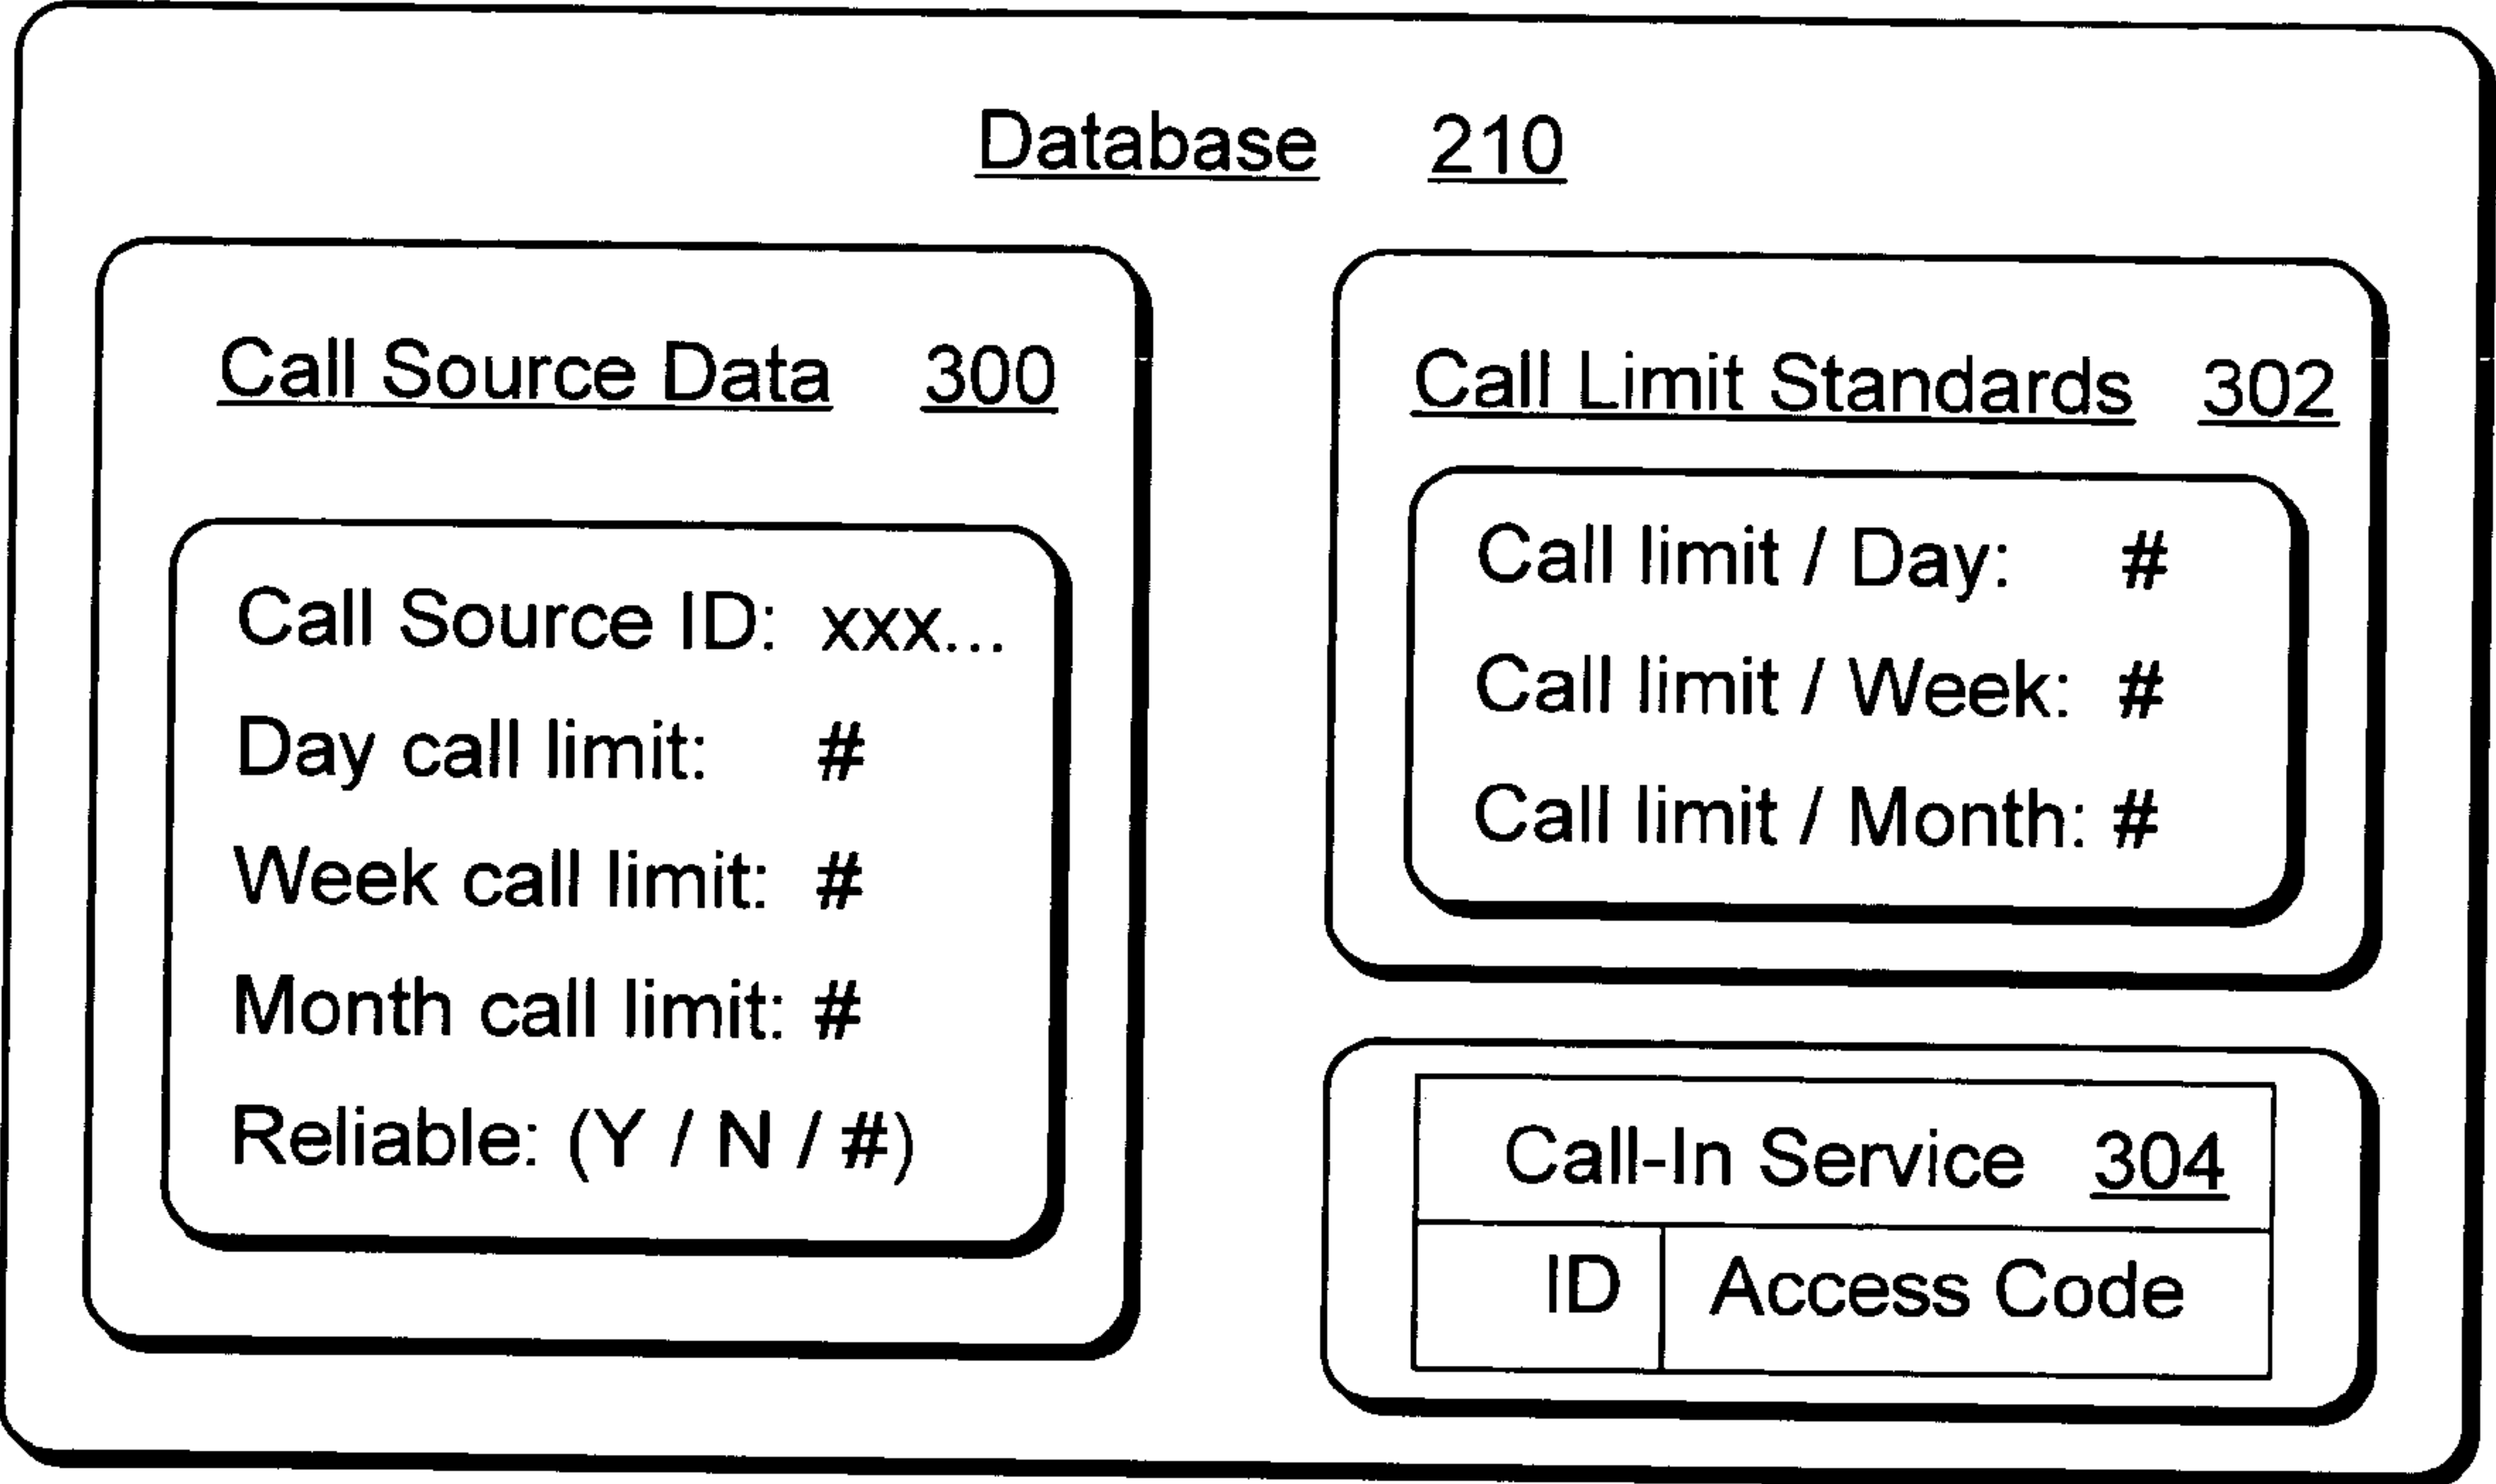 Database 210
Call Source Data 300
Call Source ID: xxx...
Day call limit: #
Week call limit: #
Month call limit: #
Reliable: (Y / N / #)
Call Limit Standards 302
Call limit / Day: #
Call limit / Week: #
Call limit / Month: #
Call-In Service 304
ID Access Code